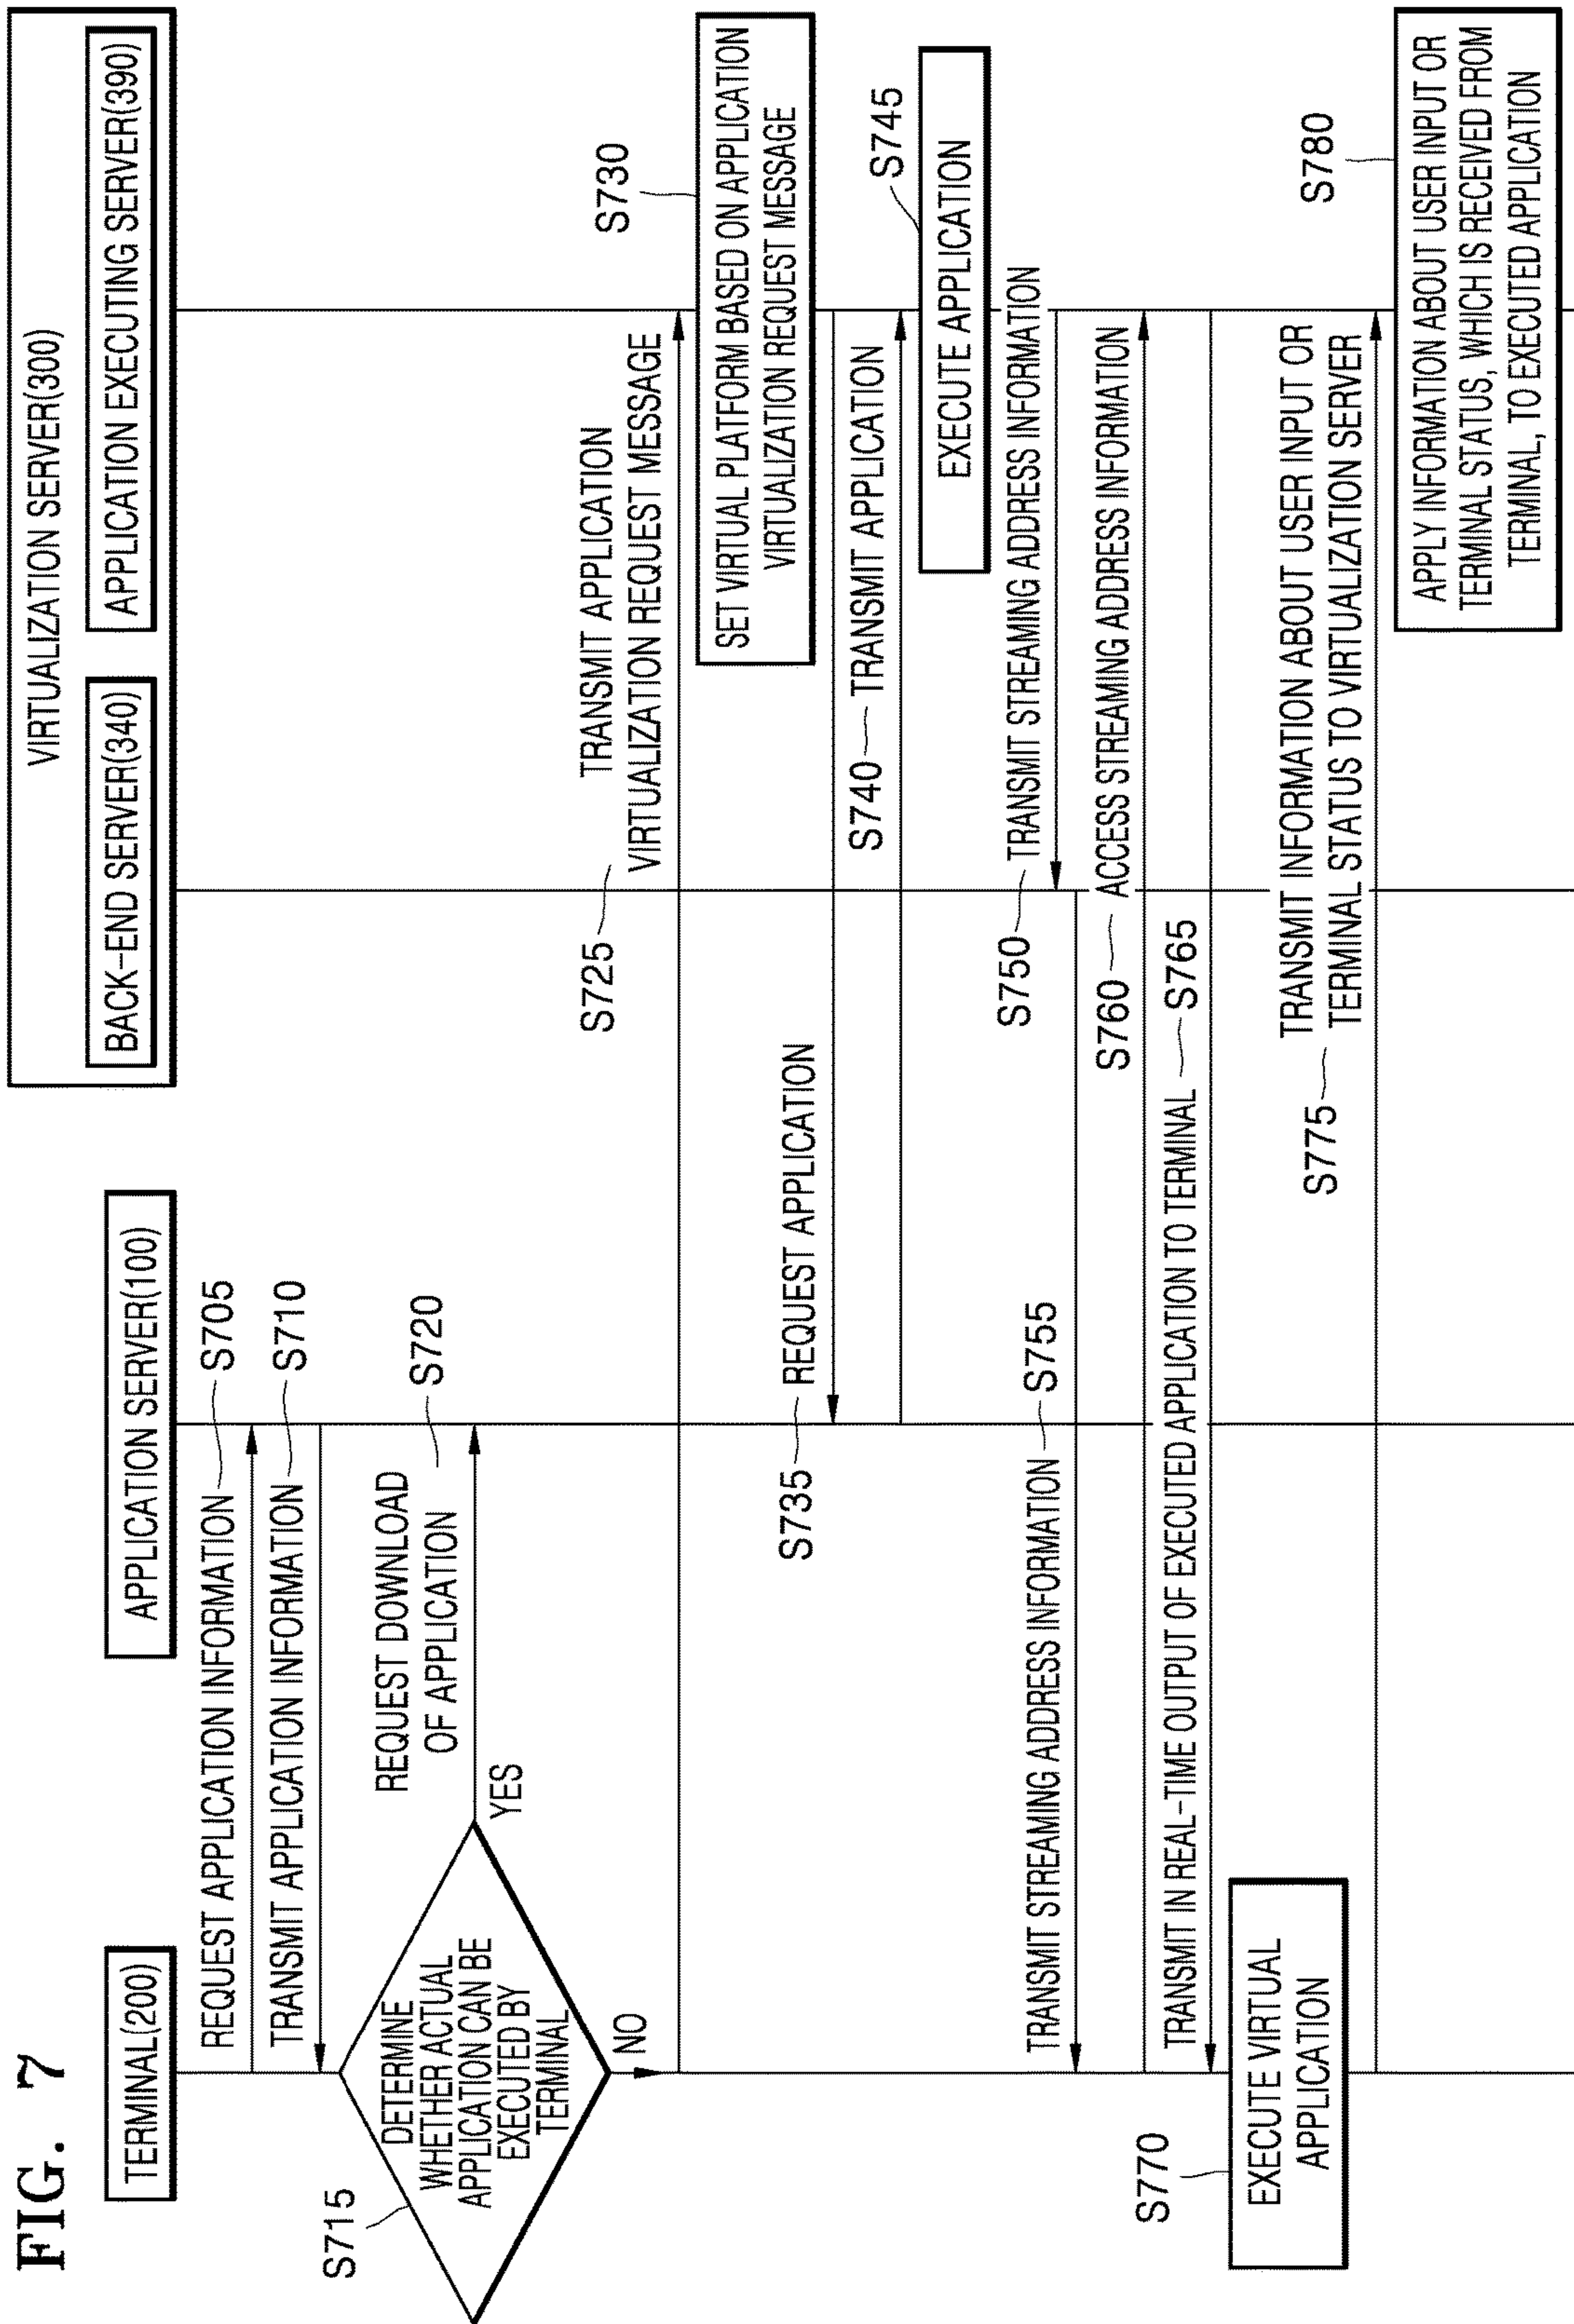 FIG. 7
VIRTUALIZATION SERVER(300)
TERMINAL(200)
APPLICATION SERVER(100)
BACK-END SERVER(340)
APPLICATION EXECUTING SERVER(390)
REQUEST APPLICATION INFORMATION
S705
TRANSMIT APPLICATION INFORMATION
S710
S715
DETERMINE
WHETHER ACTUAL
APPLICATION CAN BE
EXECUTED BY
TERMINAL
YES
NO
REQUEST DOWNLOAD
OF APPLICATION
S720
S725
TRANSMIT APPLICATION
VIRTUALIZATION REQUEST MESSAGE
S730
SET VIRTUAL PLATFORM BASED ON APPLICATION
VIRTUALIZATION REQUEST MESSAGE
S735
REQUEST APPLICATION
S740
TRANSMIT APPLICATION
S745
EXECUTE APPLICATION
S750
TRANSMIT STREAMING ADDRESS INFORMATION
TRANSMIT STREAMING ADDRESS INFORMATION
S755
S760
ACCESS STREAMING ADDRESS INFORMATION
TRANSMIT IN REAL-TIME OUTPUT OF EXECUTED APPLICATION TO TERMINAL
S765
S770
EXECUTE VIRTUAL
APPLICATION
S775
TRANSMIT INFORMATION ABOUT USER INPUT OR
TERMINAL STATUS TO VIRTUALIZATION SERVER
S780
APPLY INFORMATION ABOUT USER INPUT OR
TERMINAL STATUS, WHICH IS RECEIVED FROM
TERMINAL, TO EXECUTED APPLICATION